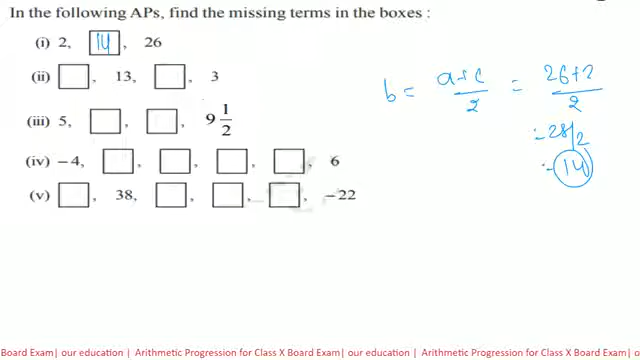 In the following APs, find the missing terms in the boxes :
(i) 2, 14, 26
(ii) , 13, , 3
(iii) 5, , , 9 1/2
(iv) −4, , , , , 6
(v) , 38, , , , −22
b = a+c/2 = 26+2/2
= 28/2
= 14
Board Exam| our education | Arithmetic Progression for Class X Board Exam| our education | Arithmetic Progression for Class X Board Exam| o